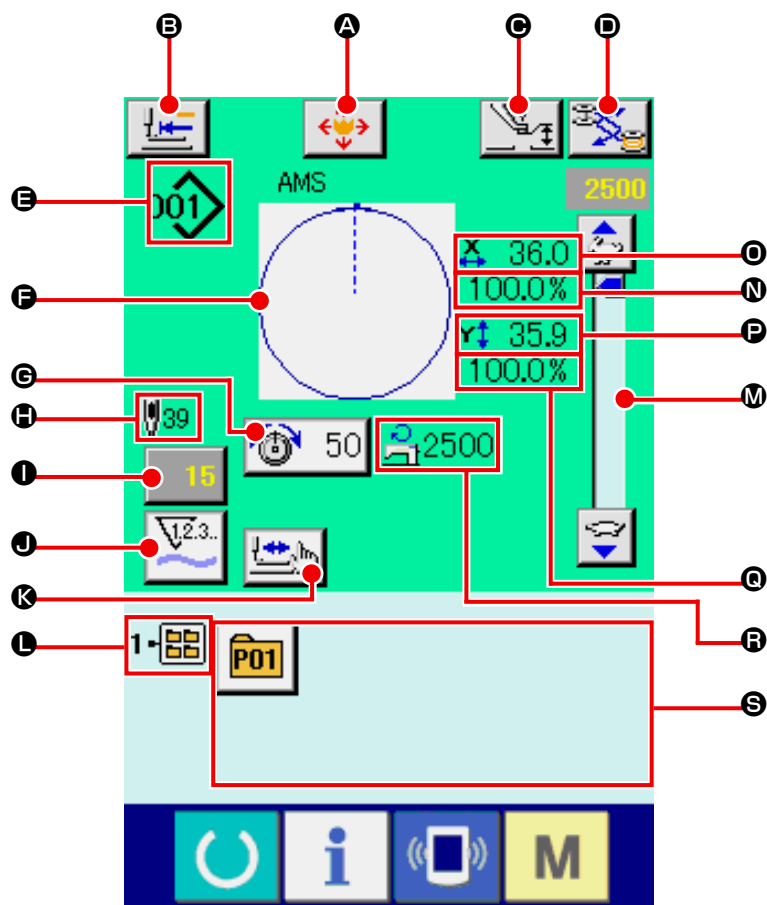 B A C D
AMS 2500
E 001
X 36.0 O
F 100.0% N
Y 35.9 P
G 100.0%
M
H 39
50 2500
I 15
J 1,2,3..
K Q
L 1 P01 R
S
i M